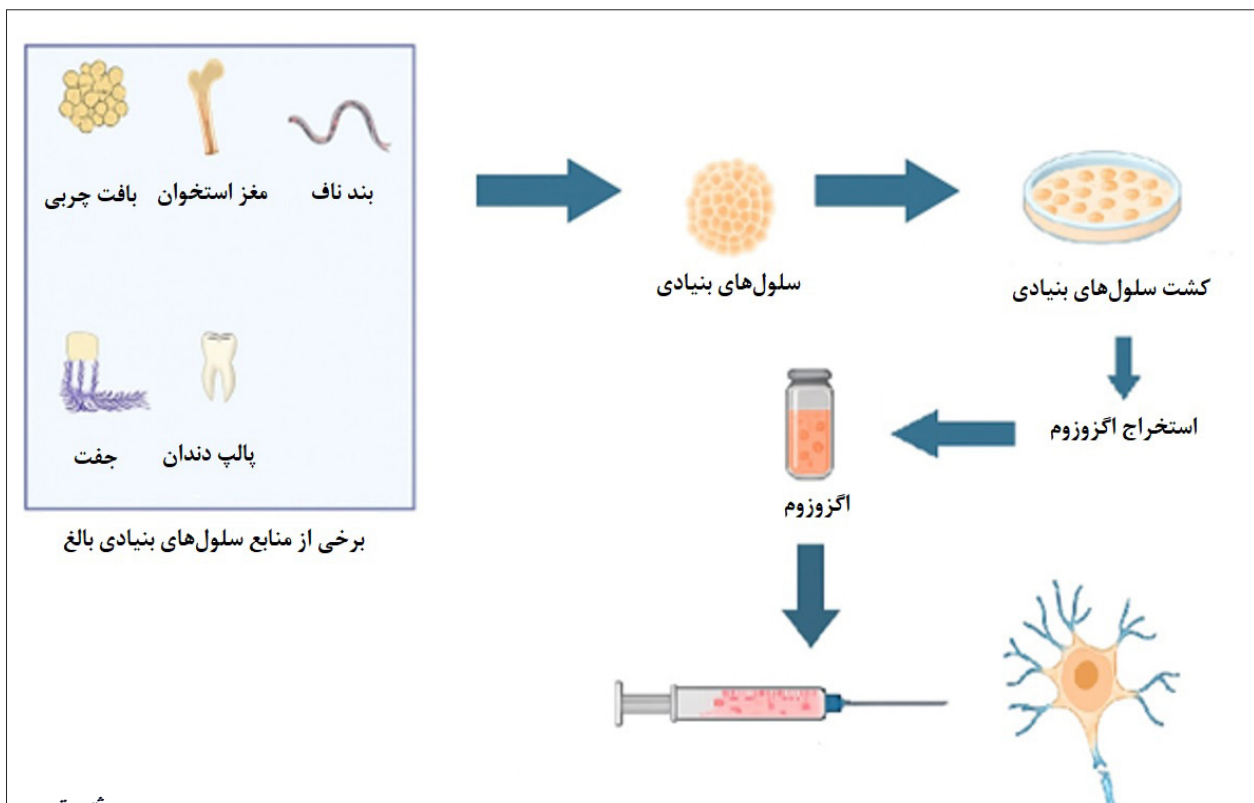 بند ناف
مغز استخوان
بافت چربی
پالپ دندان
جفت
برخی از منابع سلول‌های بنیادی بالغ
سلول‌های بنیادی
کشت سلول‌های بنیادی
استخراج اگزوزوم
اگزوزوم